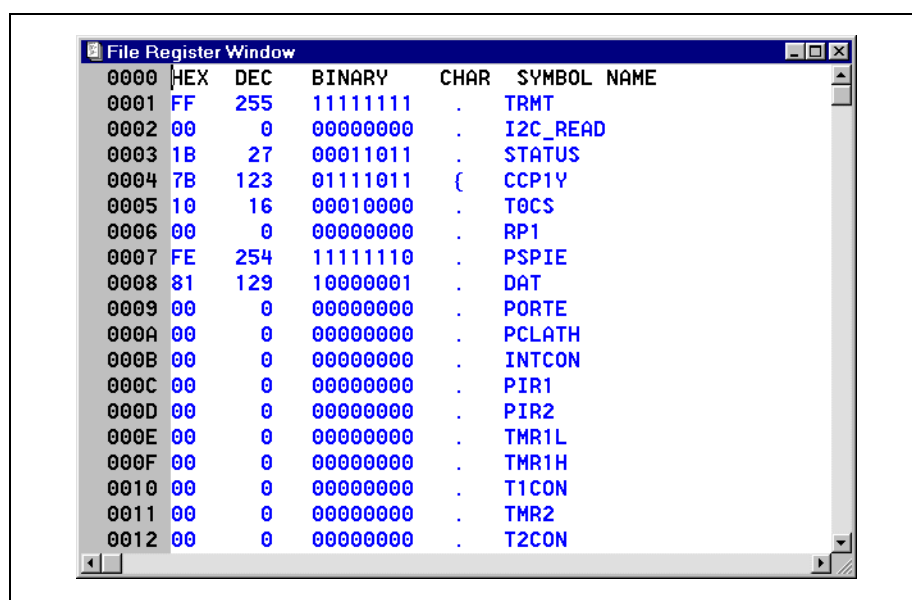 File Register Window
0000 HEX DEC BINARY CHAR SYMBOL NAME
0001 FF 255 11111111 . TRMT
0002 00 0 00000000 . I2C_READ
0003 1B 27 00011011 . STATUS
0004 7B 123 01111011 { CCP1Y
0005 10 16 00010000 . T0CS
0006 00 0 00000000 . RP1
0007 FE 254 11111110 . PSPIE
0008 81 129 10000001 . DAT
0009 00 0 00000000 . PORTE
000A 00 0 00000000 . PCLATH
000B 00 0 00000000 . INTCON
000C 00 0 00000000 . PIR1
000D 00 0 00000000 . PIR2
000E 00 0 00000000 . TMR1L
000F 00 0 00000000 . TMR1H
0010 00 0 00000000 . T1CON
0011 00 0 00000000 . TMR2
0012 00 0 00000000 . T2CON